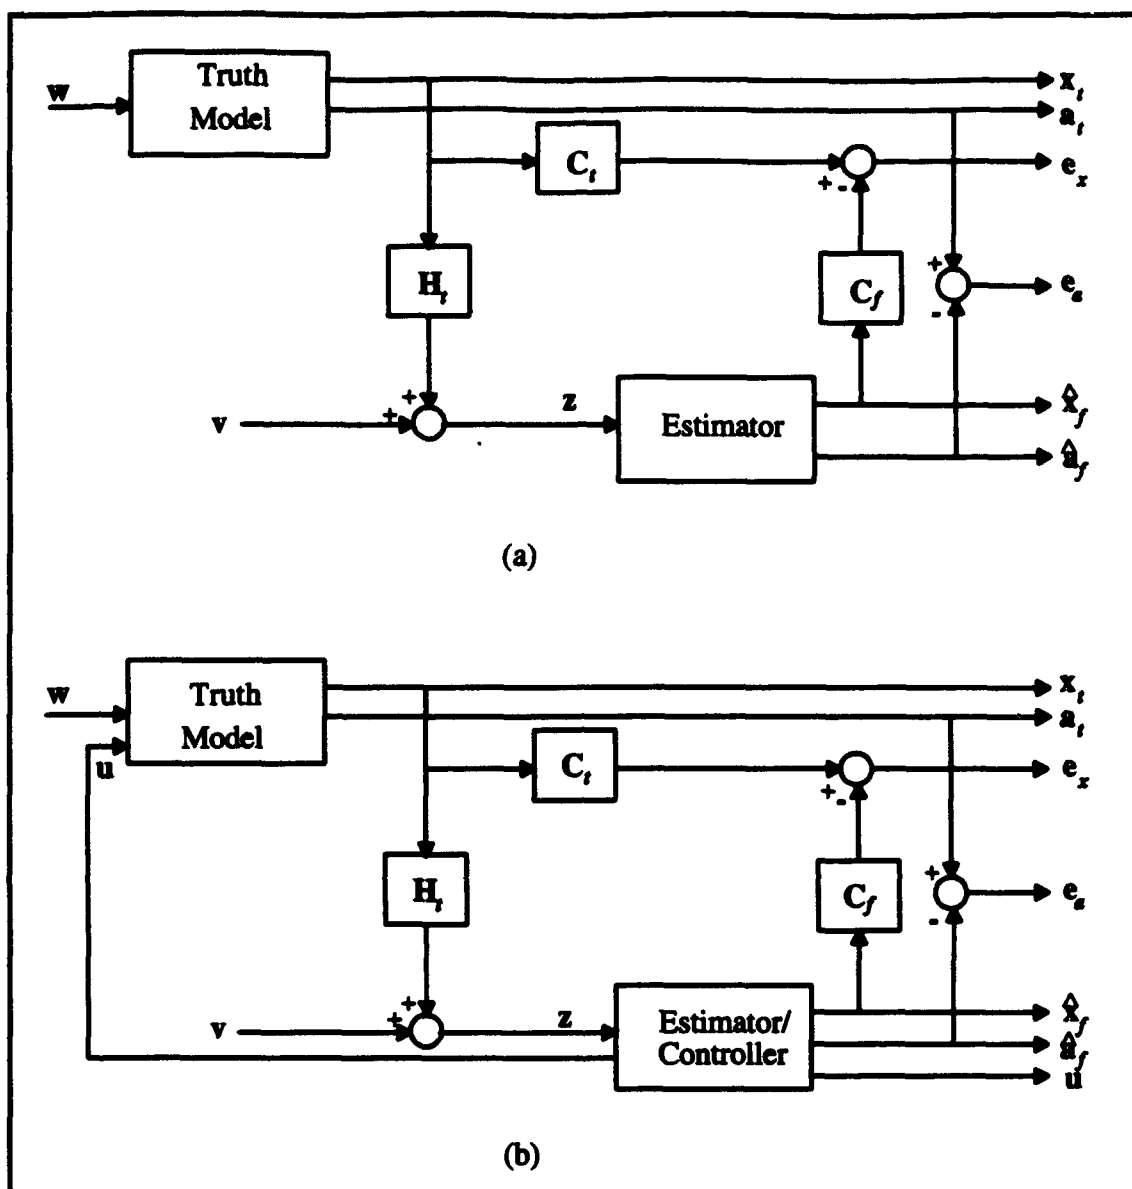 w
Truth
Model
x_t
a_t
C_t
+
-
e_x
H_t
C_f
+
-
e_a
+
+
v
z
Estimator
x̂_f
â_f
(a)
w
u
Truth
Model
x_t
a_t
C_t
+
-
e_x
H_t
C_f
+
-
e_a
+
+
v
z
Estimator/
Controller
x̂_f
â_f
u
(b)